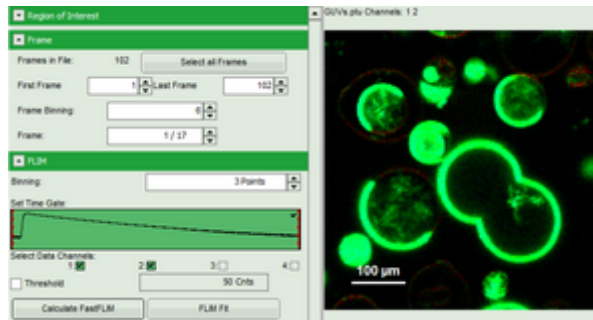 Region of Interest
GUVs.ptu Channels: 1 2
Frame
Frames in File: 102 Select all Frames
First Frame 1 Last Frame 102
Frame Binning: 6
Frame: 1 / 17
FLIM
Binning: 3 Points
Set Time Gate:
Select Data Channels:
1: 2: 3: 4:
Threshold 50 Cnts
Calculate FastFLIM FLIM Fit
100 µm